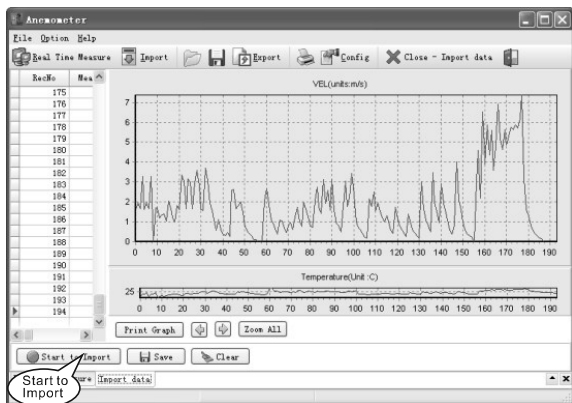 Anemometer
File Option Help
Real Time Measure Import Export Config Close - Import data
RecNo Mea
175
176
177
178
179
180
181
182
183
184
185
186
187
188
189
190
191
192
193
194
VEL(units:m/s)
7
6
5
4
3
2
1
0
0 10 20 30 40 50 60 70 80 90 100 110 120 130 140 150 160 170 180 190
Temperature(Unit :C)
25
0 10 20 30 40 50 60 70 80 90 100 110 120 130 140 150 160 170 180 190
Print Graph Zoom All
Start to Import Save Clear
Import data
Start to
Import